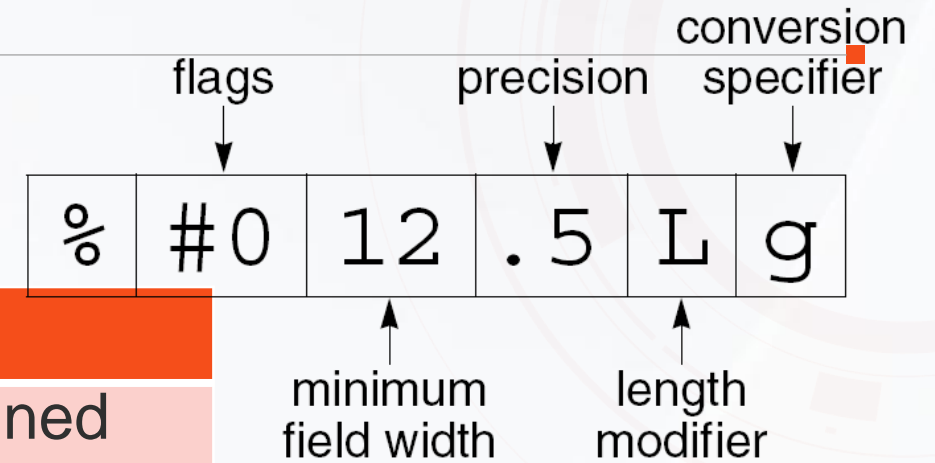 conversion
flags precision specifier
% #0 12 .5 L g
minimum length
field width modifier
ned